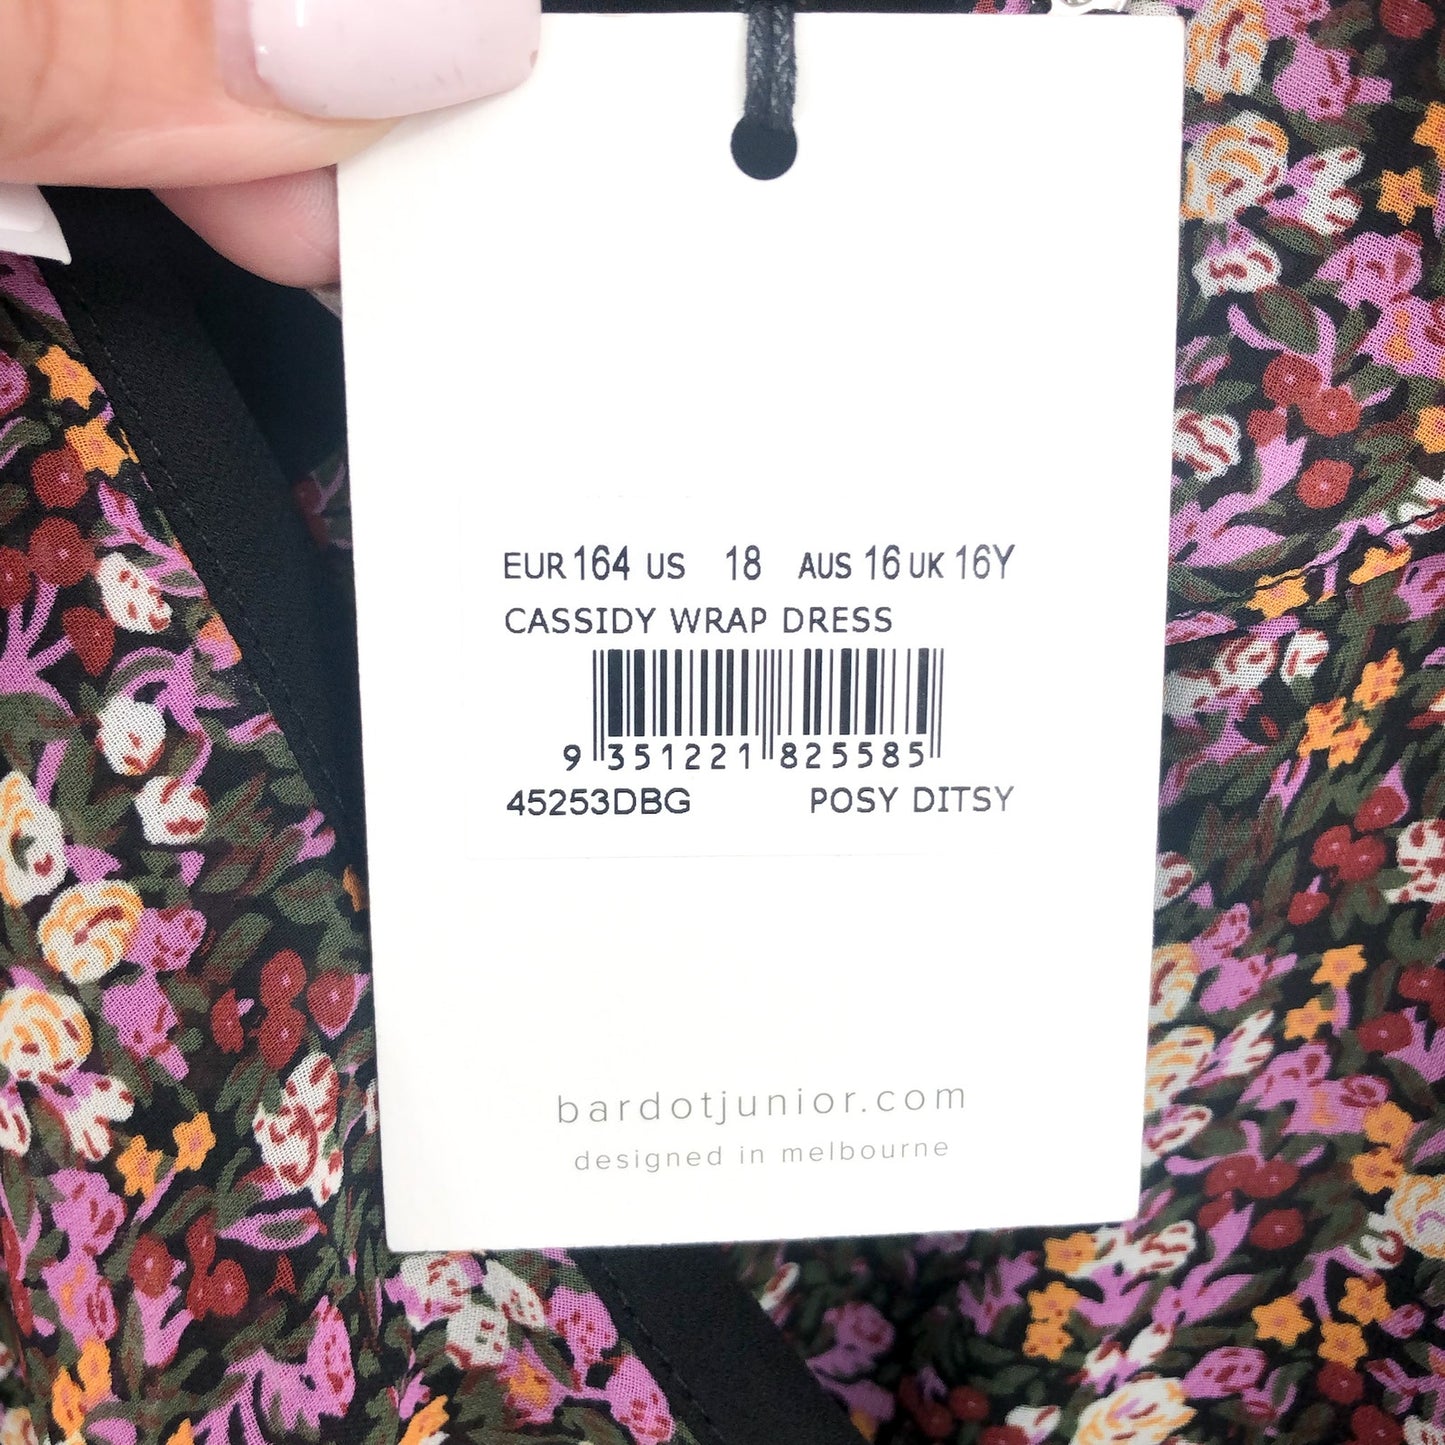 EUR 164 US 18 AUS 16 UK 16Y
CASSIDY WRAP DRESS
9 351221 825585
45253DBG POSY DITSY
bardotjunior.com
designed in melbourne